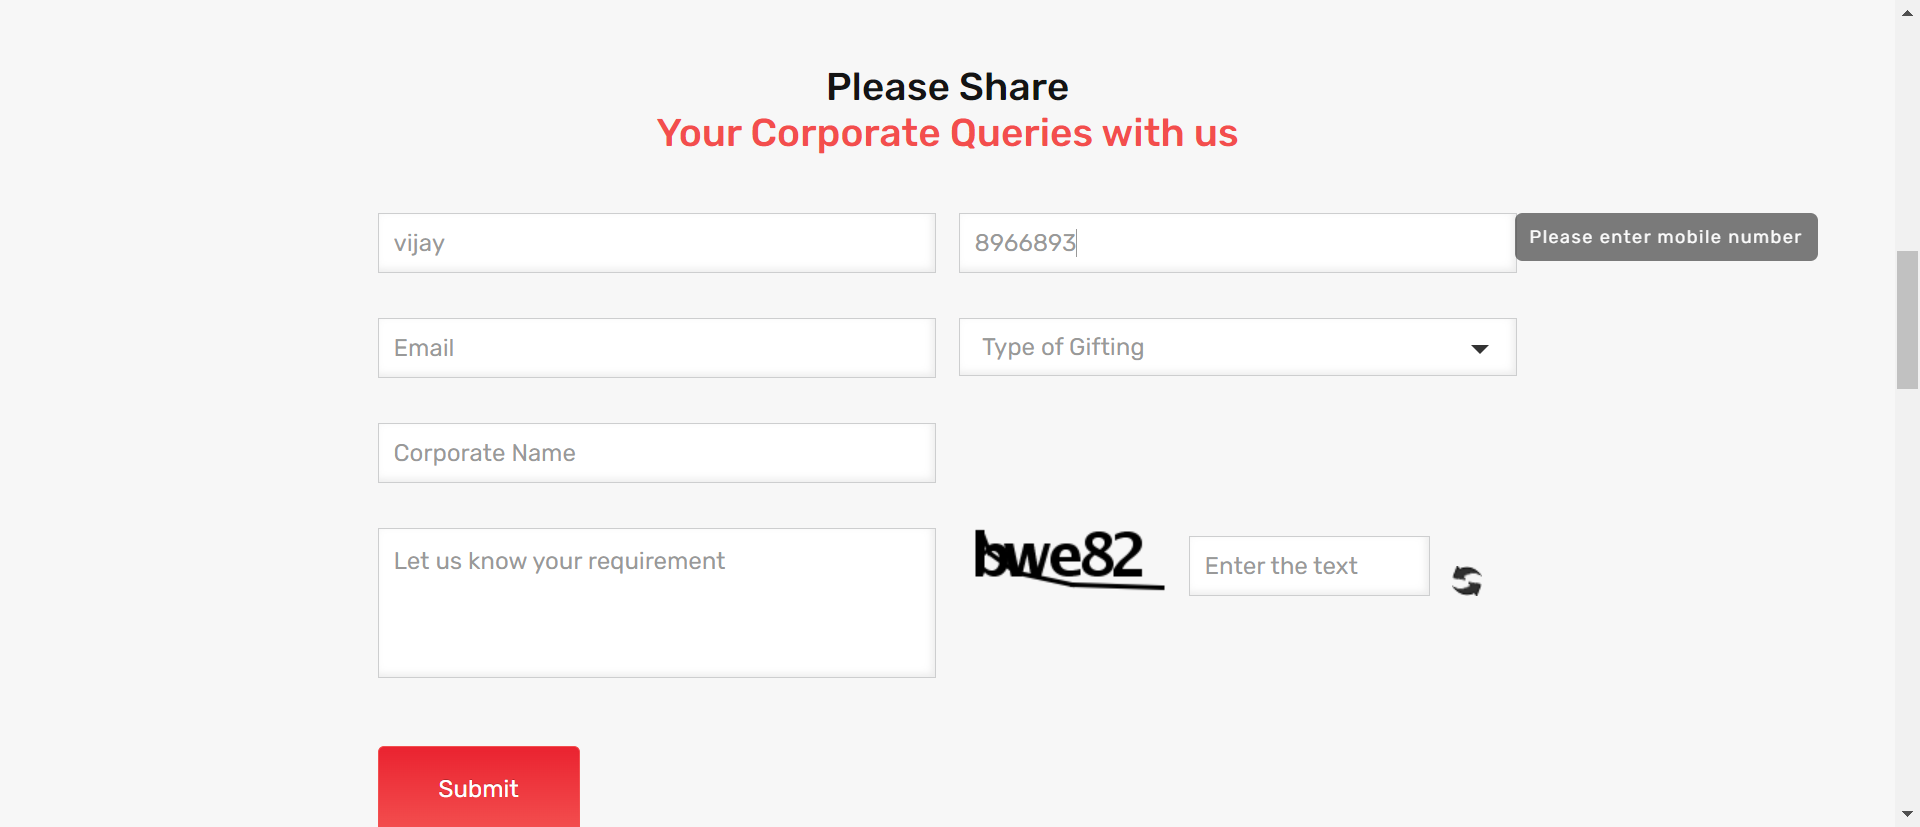 Please Share
Your Corporate Queries with us
vijay
8966893
Please enter mobile number
Email
Type of Gifting
Corporate Name
Let us know your requirement
bwe82
Enter the text
Submit